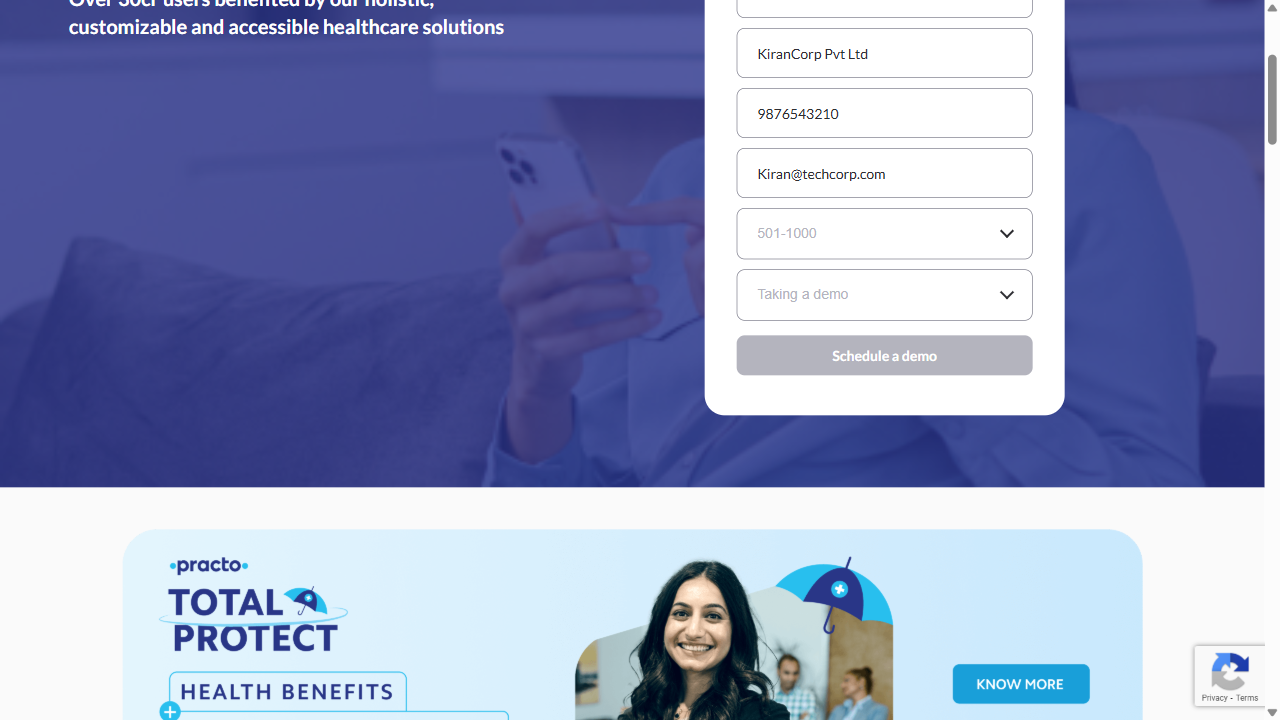 Over 30cr users benefited by our holistic,
customizable and accessible healthcare solutions
KiranCorp Pvt Ltd
9876543210
Kiran@techcorp.com
501-1000
Taking a demo
Schedule a demo
practo
TOTAL
PROTECT
HEALTH BENEFITS
KNOW MORE
Privacy - Terms